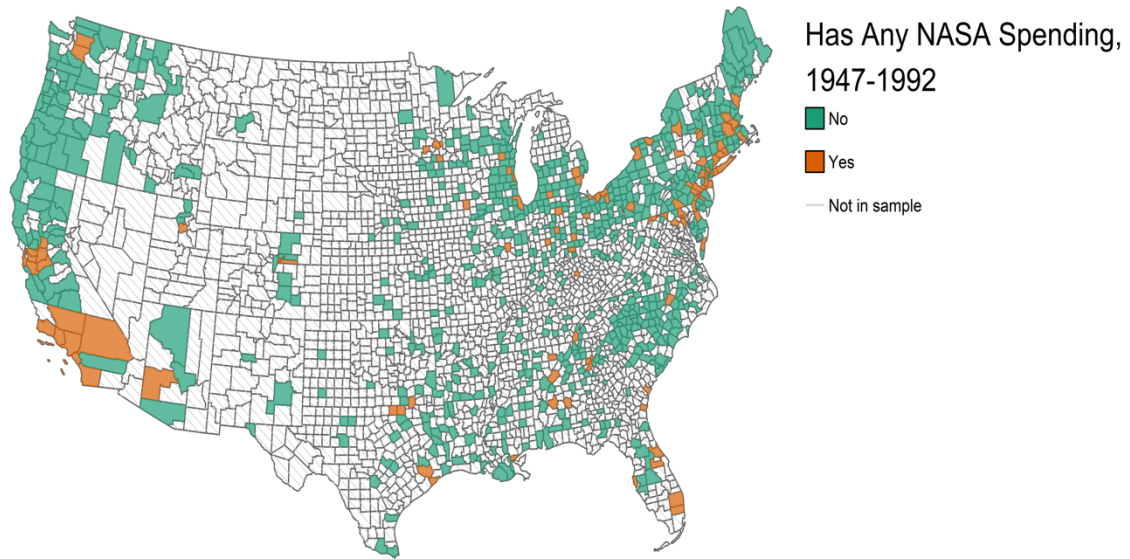 Has Any NASA Spending,
1947-1992
No
Yes
Not in sample